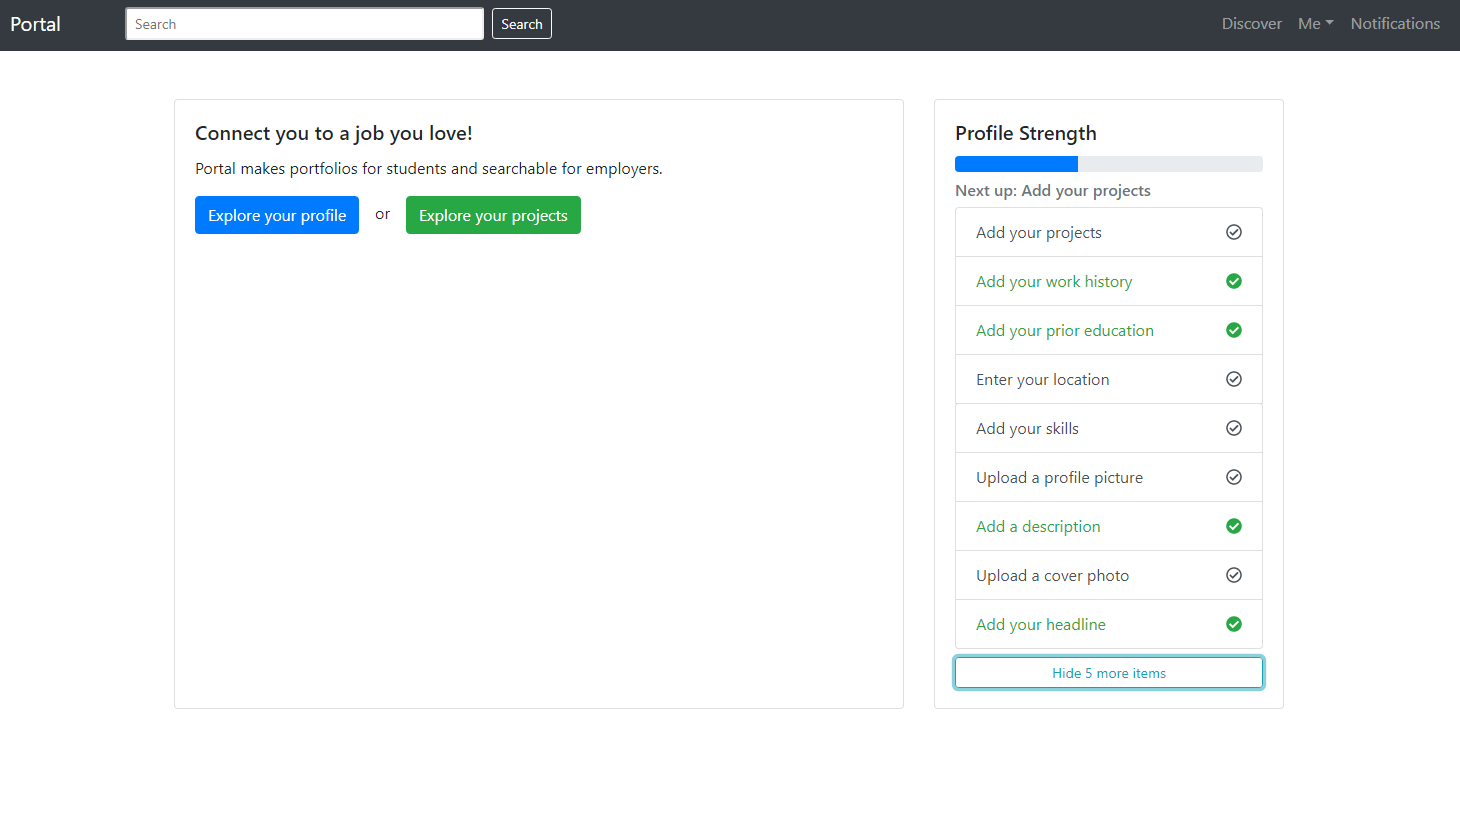 Portal
Search
Search
Discover
Me
Notifications
Connect you to a job you love!
Portal makes portfolios for students and searchable for employers.
Explore your profile or Explore your projects
Profile Strength
Next up: Add your projects
Add your projects
Add your work history
Add your prior education
Enter your location
Add your skills
Upload a profile picture
Add a description
Upload a cover photo
Add your headline
Hide 5 more items